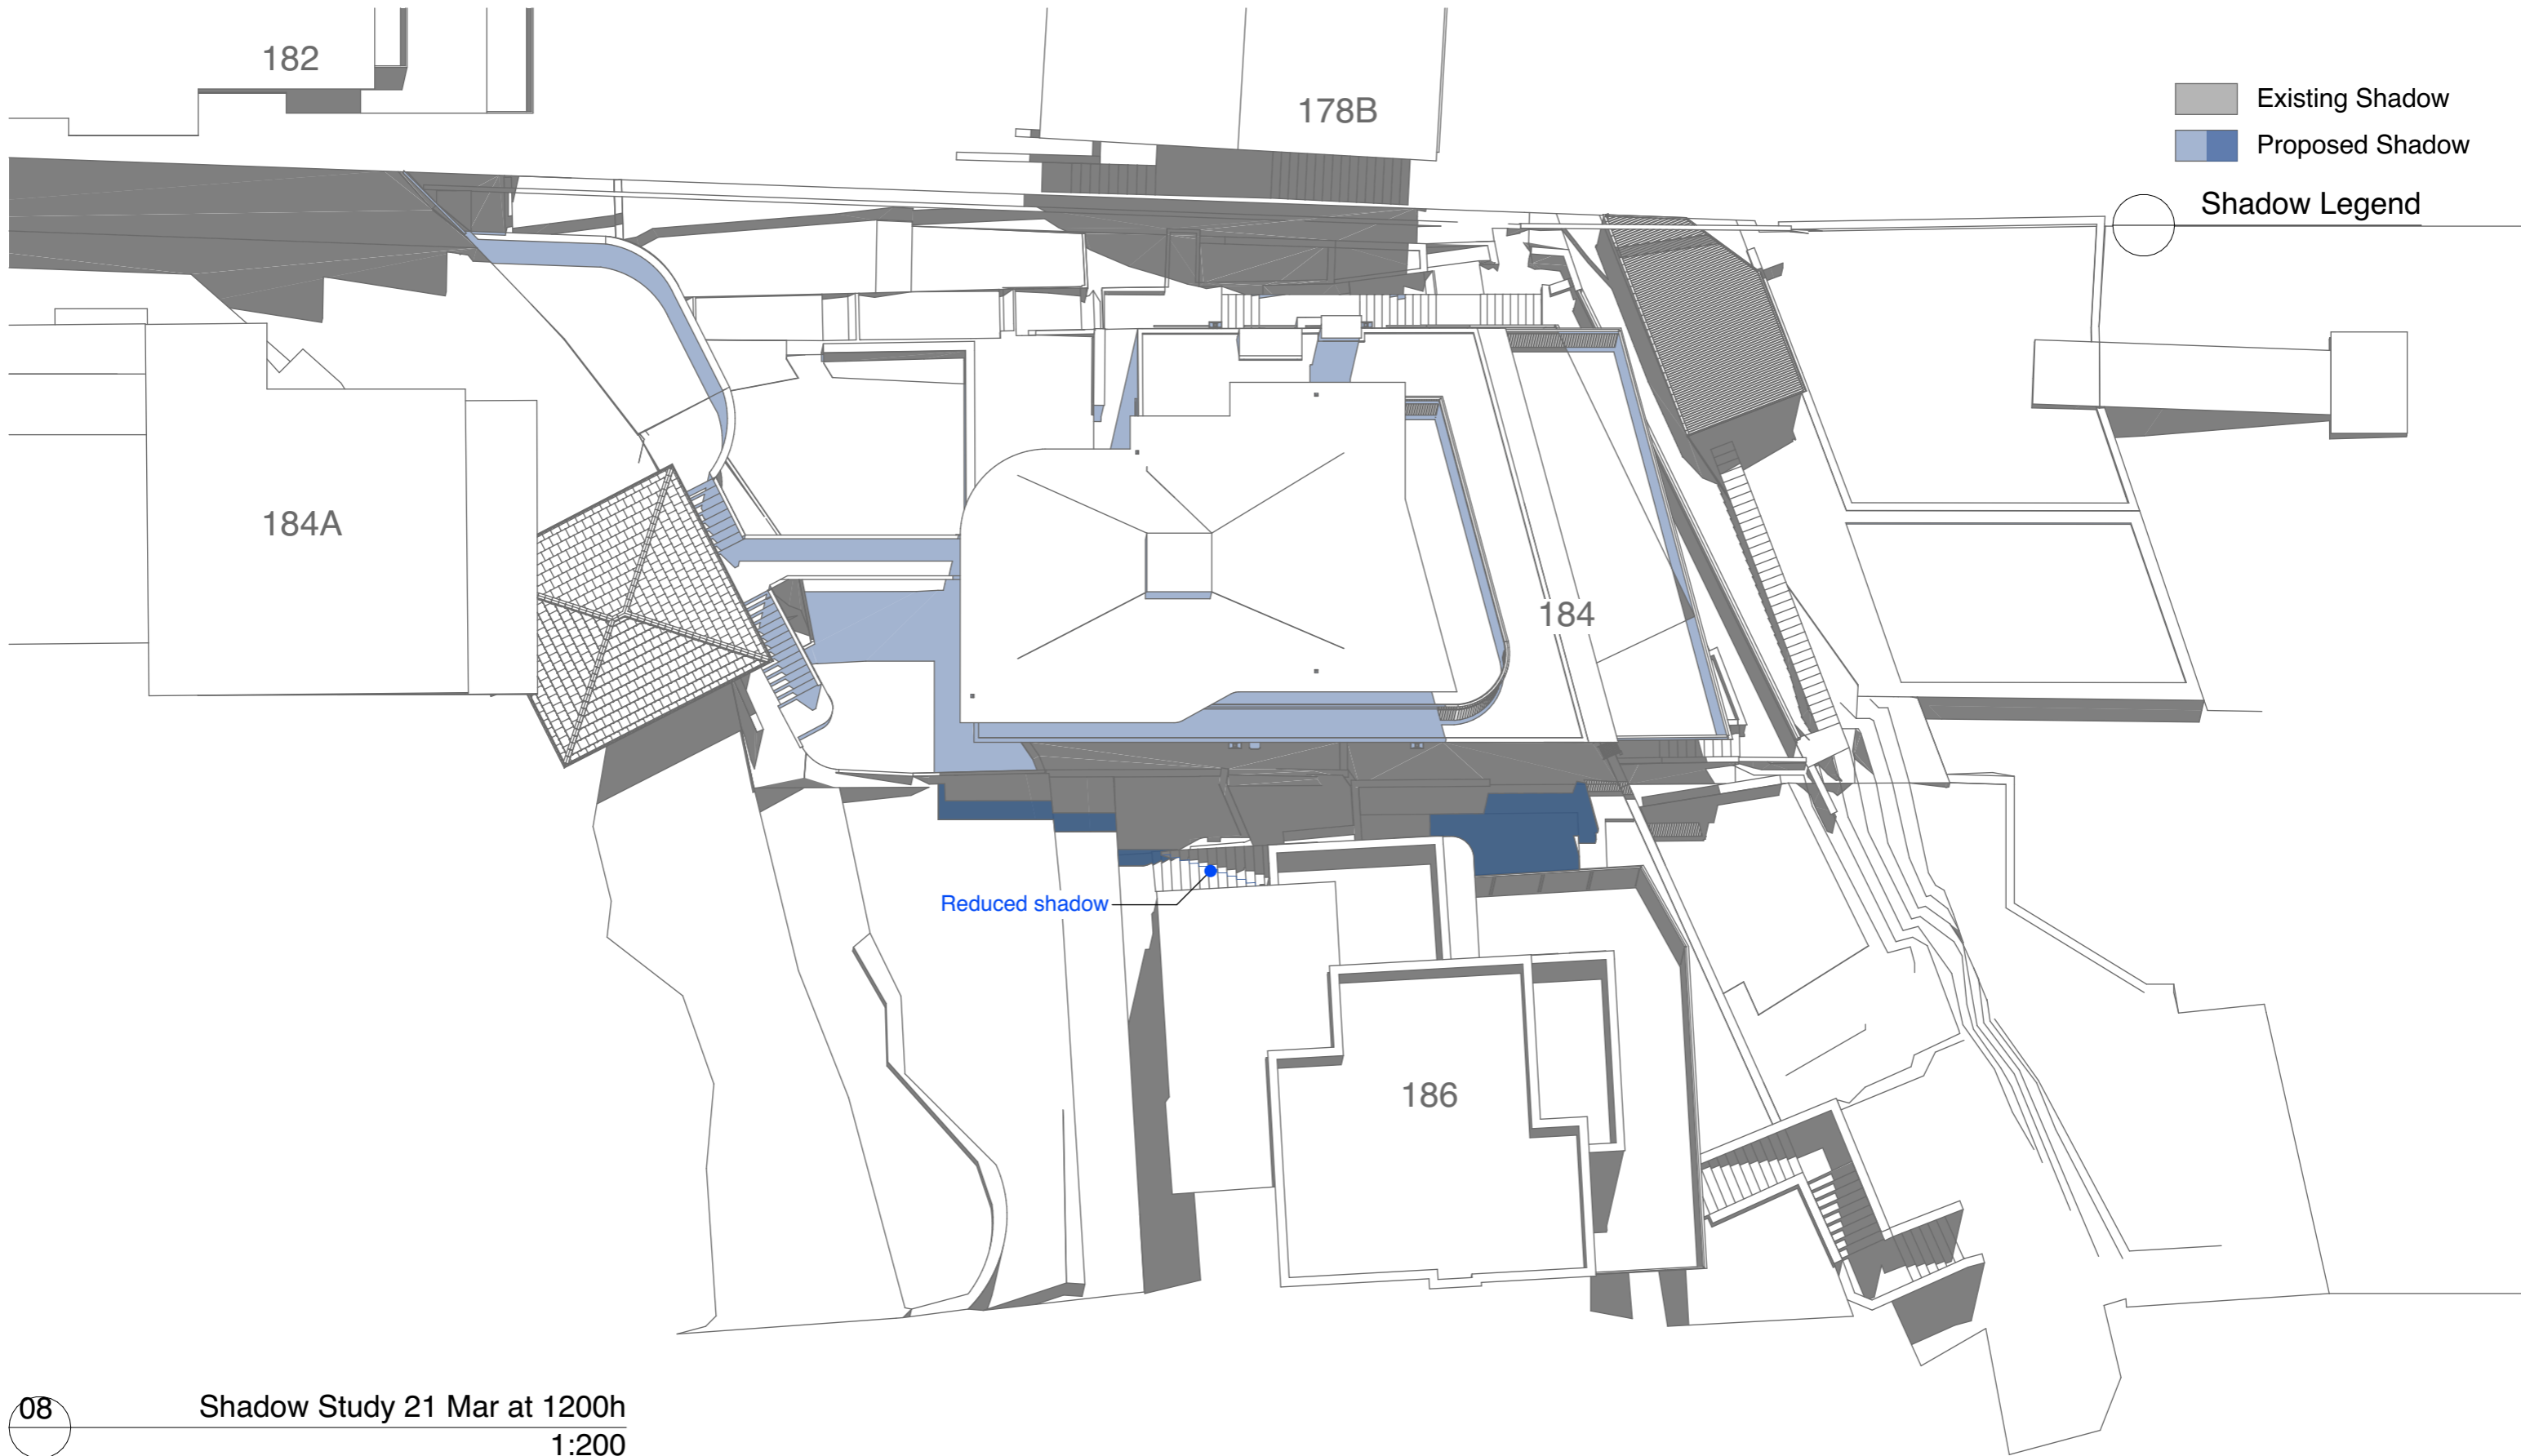 182
178B
Existing Shadow
Proposed Shadow
Shadow Legend
184A
184
Reduced shadow
186
08
Shadow Study 21 Mar at 1200h
1:200